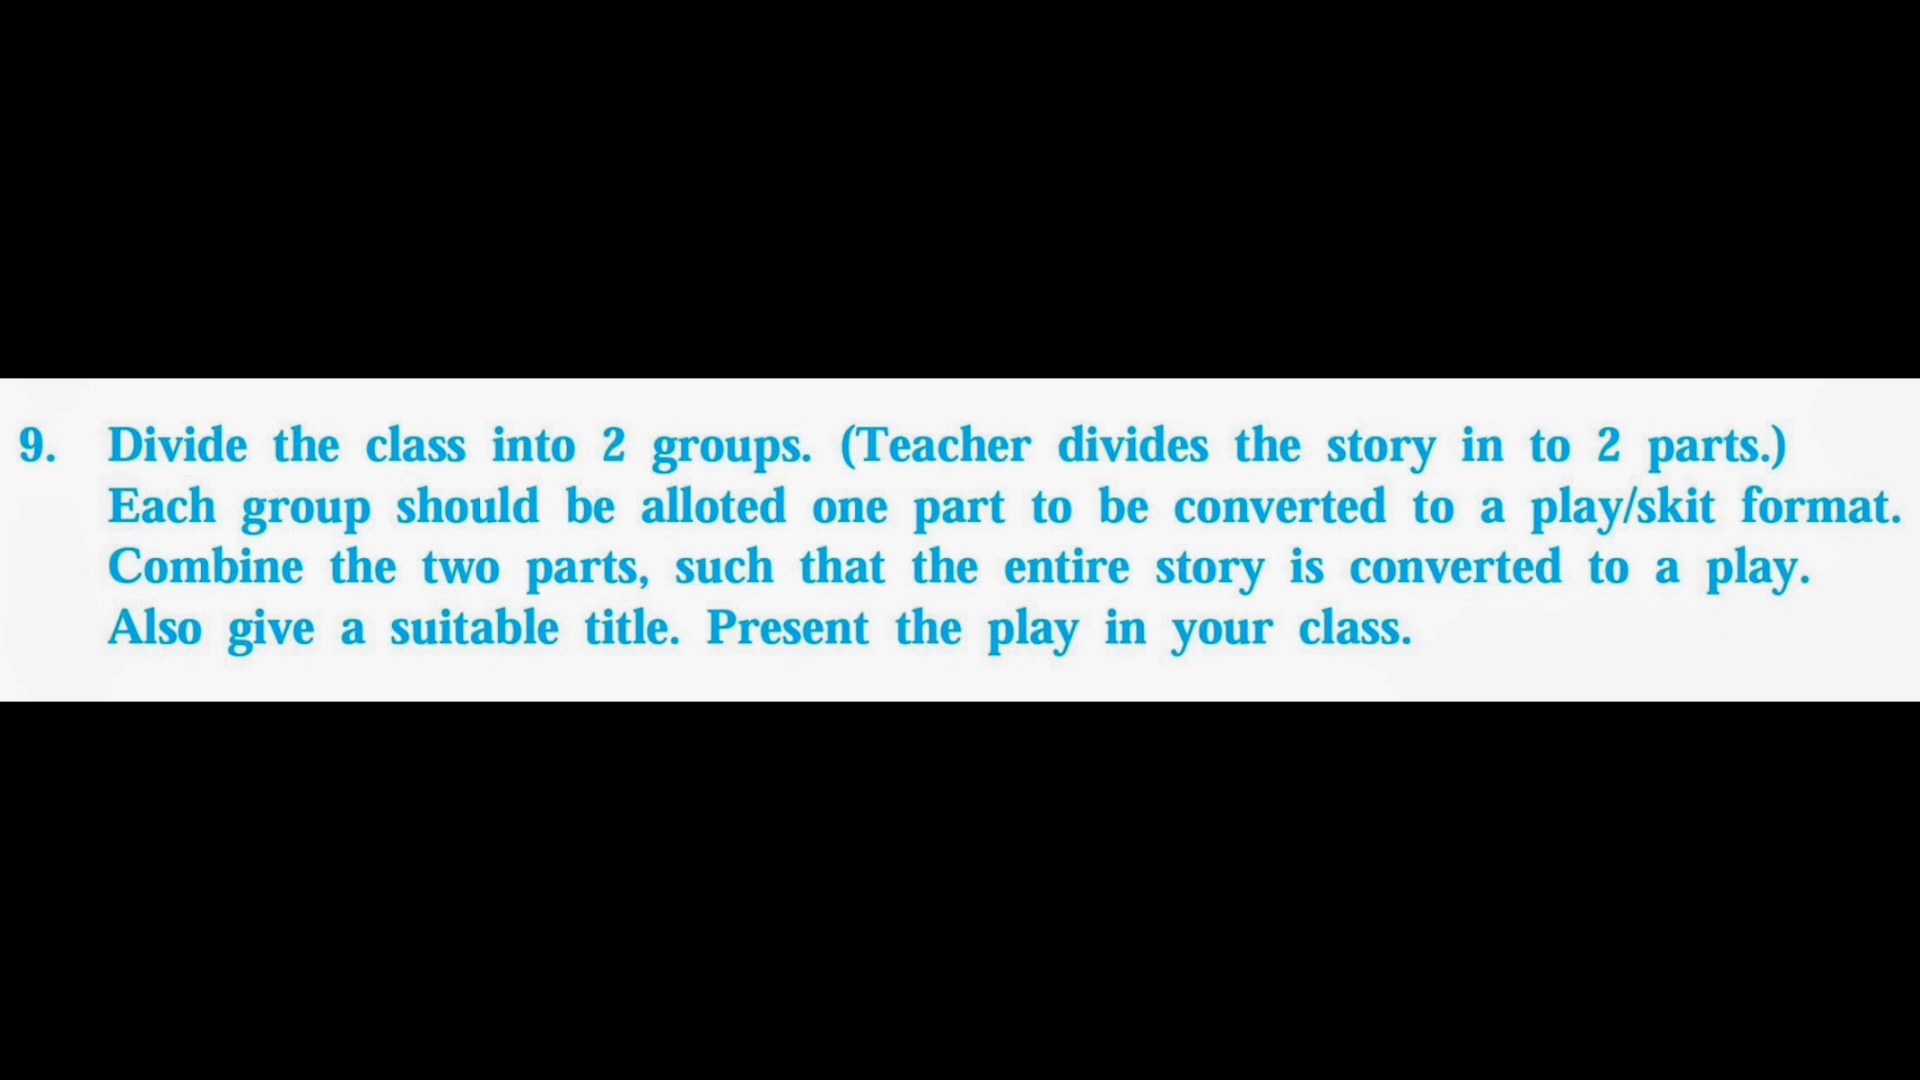 9. Divide the class into 2 groups. (Teacher divides the story in to 2 parts.)
Each group should be alloted one part to be converted to a play/skit format.
Combine the two parts, such that the entire story is converted to a play.
Also give a suitable title. Present the play in your class.